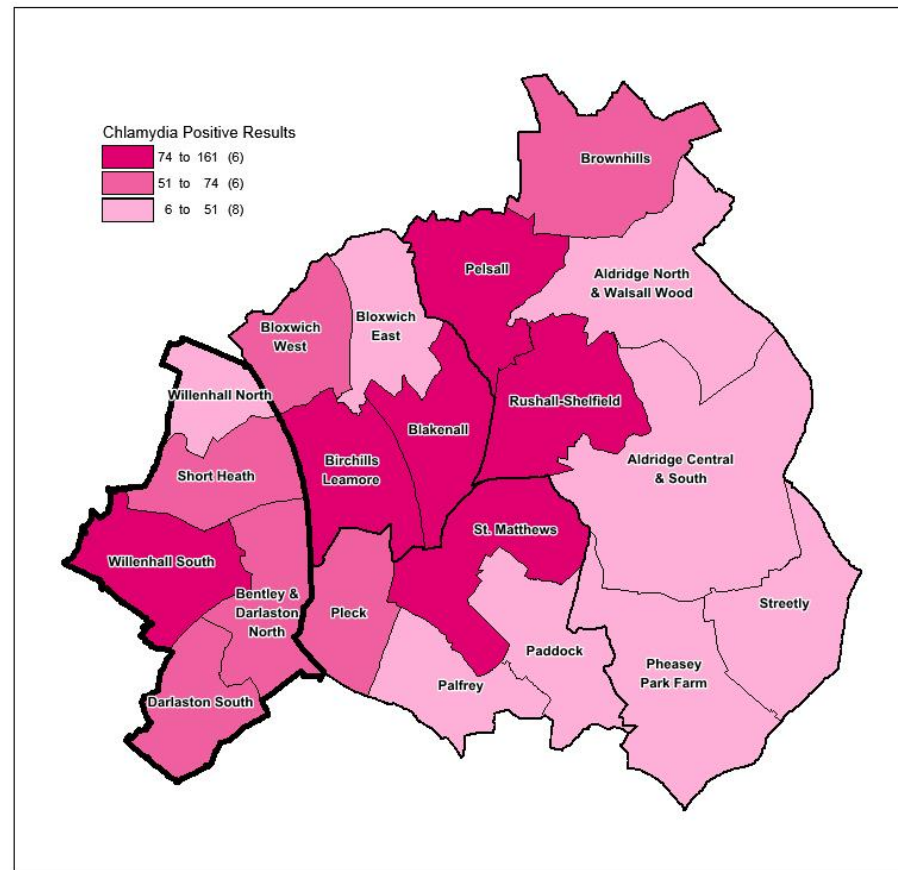 Chlamydia Positive Results
74 to 161 (6)
51 to 74 (6)
6 to 51 (8)
Brownhills
Pelsall
Aldridge North
& Walsall Wood
Bloxwich
West
Bloxwich
East
Willenhall North
Rushall-Shelfield
Blakenall
Birchills
Leamore
Short Heath
Aldridge Central
& South
St. Matthews
Willenhall South
Bentley &
Darlaston
North
Pleck
Streetly
Paddock
Pheasey
Park Farm
Palfrey
Darlaston South